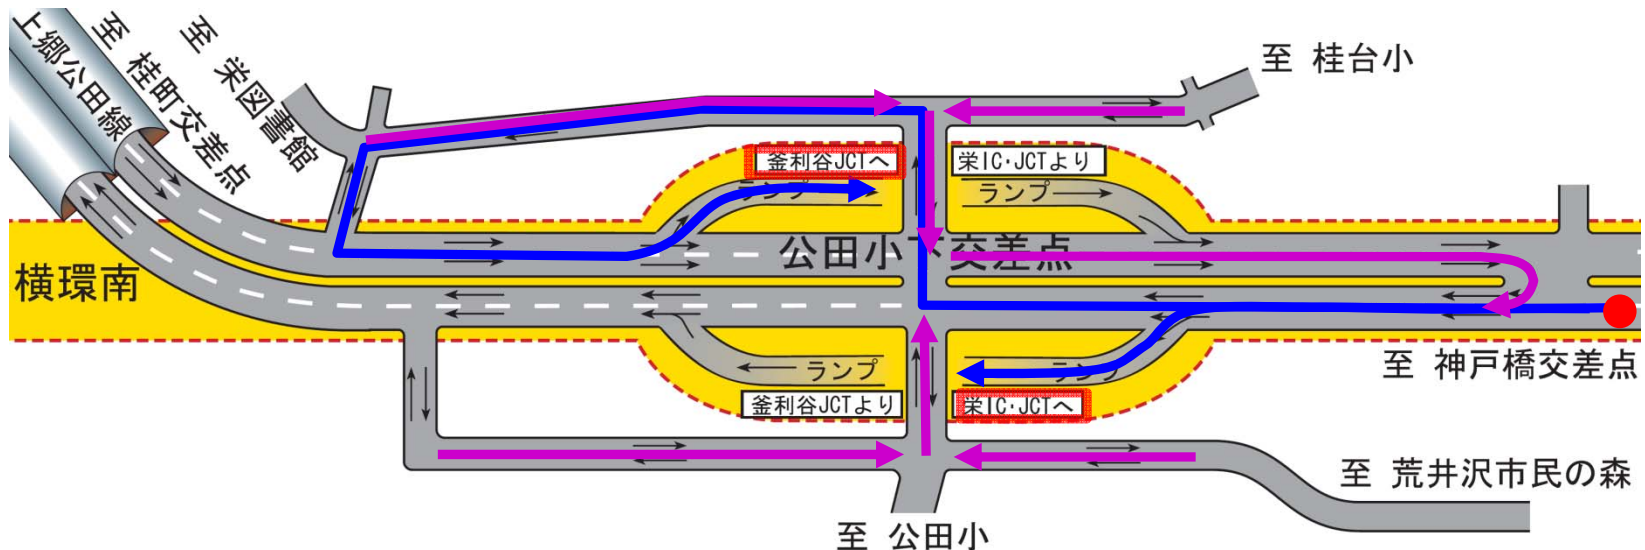 上郷公田線
至 桂町交差点
至 栄図書館
至 桂台小
釜利谷JCTへ
栄IC・JCTより
ランプ
ランプ
公田小下交差点
横環南
至 神戸橋交差点
ランプ
ランプ
釜利谷JCTより
栄IC・JCTへ
至 荒井沢市民の森
至 公田小